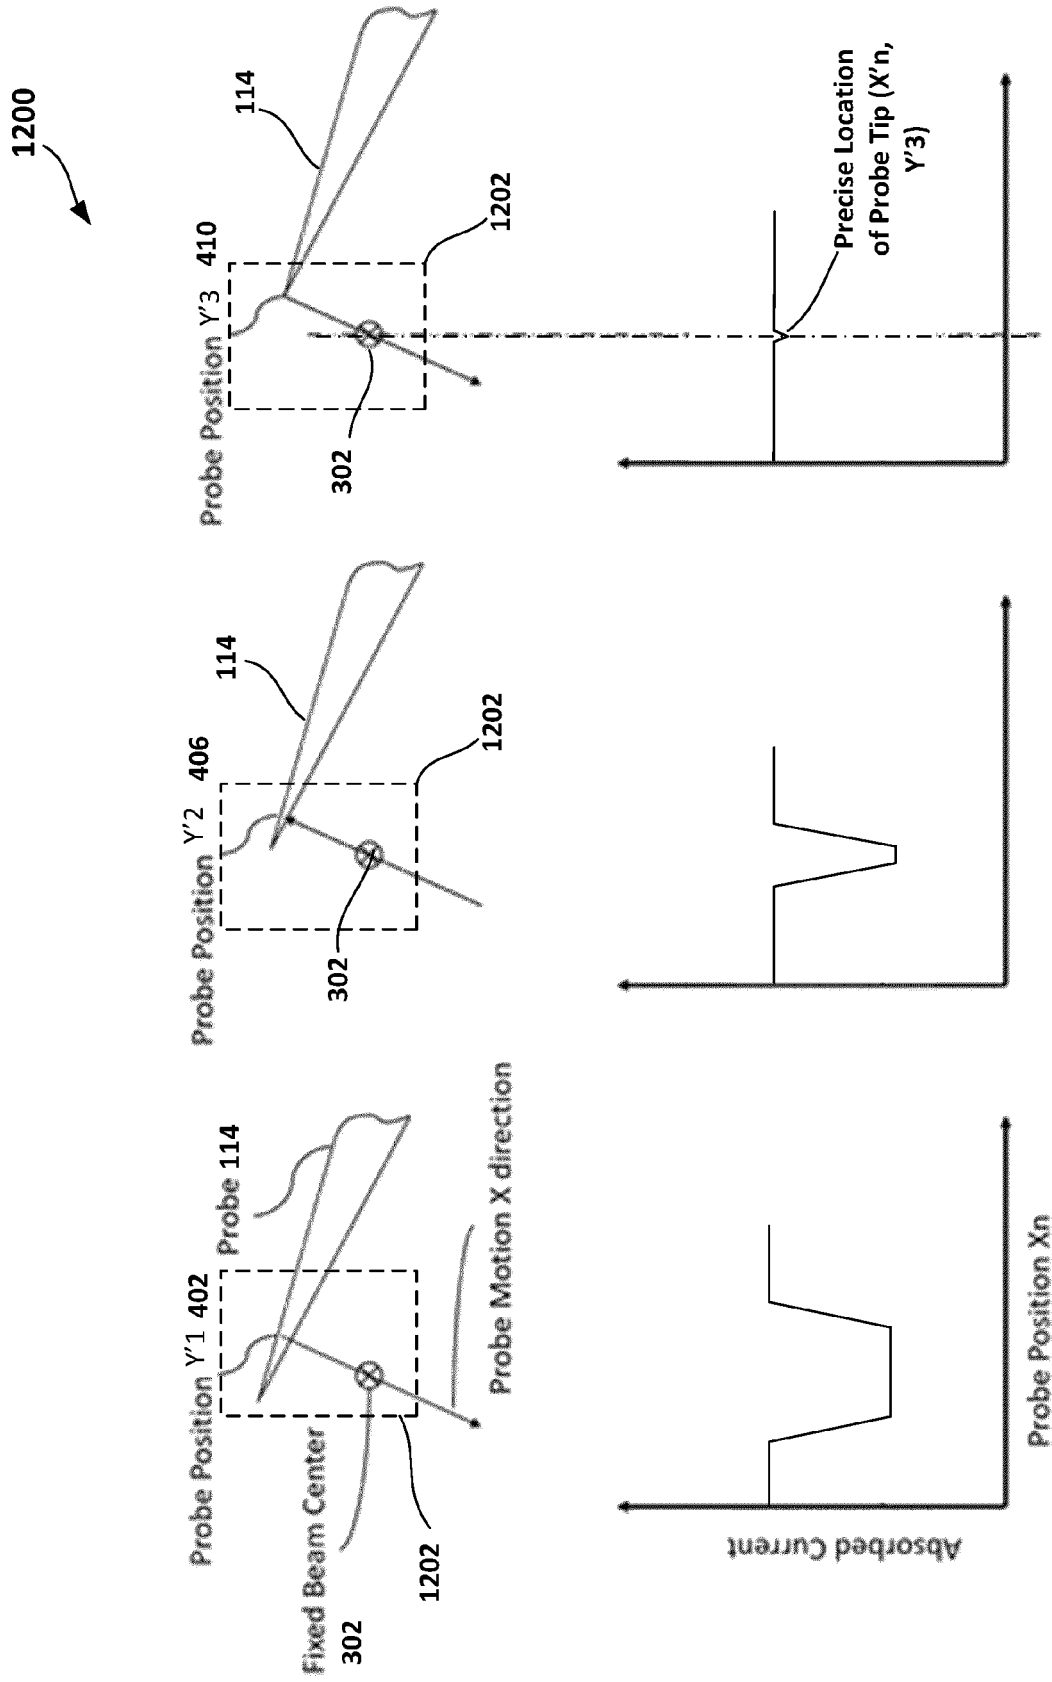 1200
Probe Position Y'1 402
Probe 114
Fixed Beam Center
302
1202
Probe Motion X direction
Probe Position Y'2 406
114
302
1202
Probe Position Y'3 410
114
302
1202
Absorbed Current
Probe Position Xn
Precise Location
of Probe Tip (X'n,
Y'3)